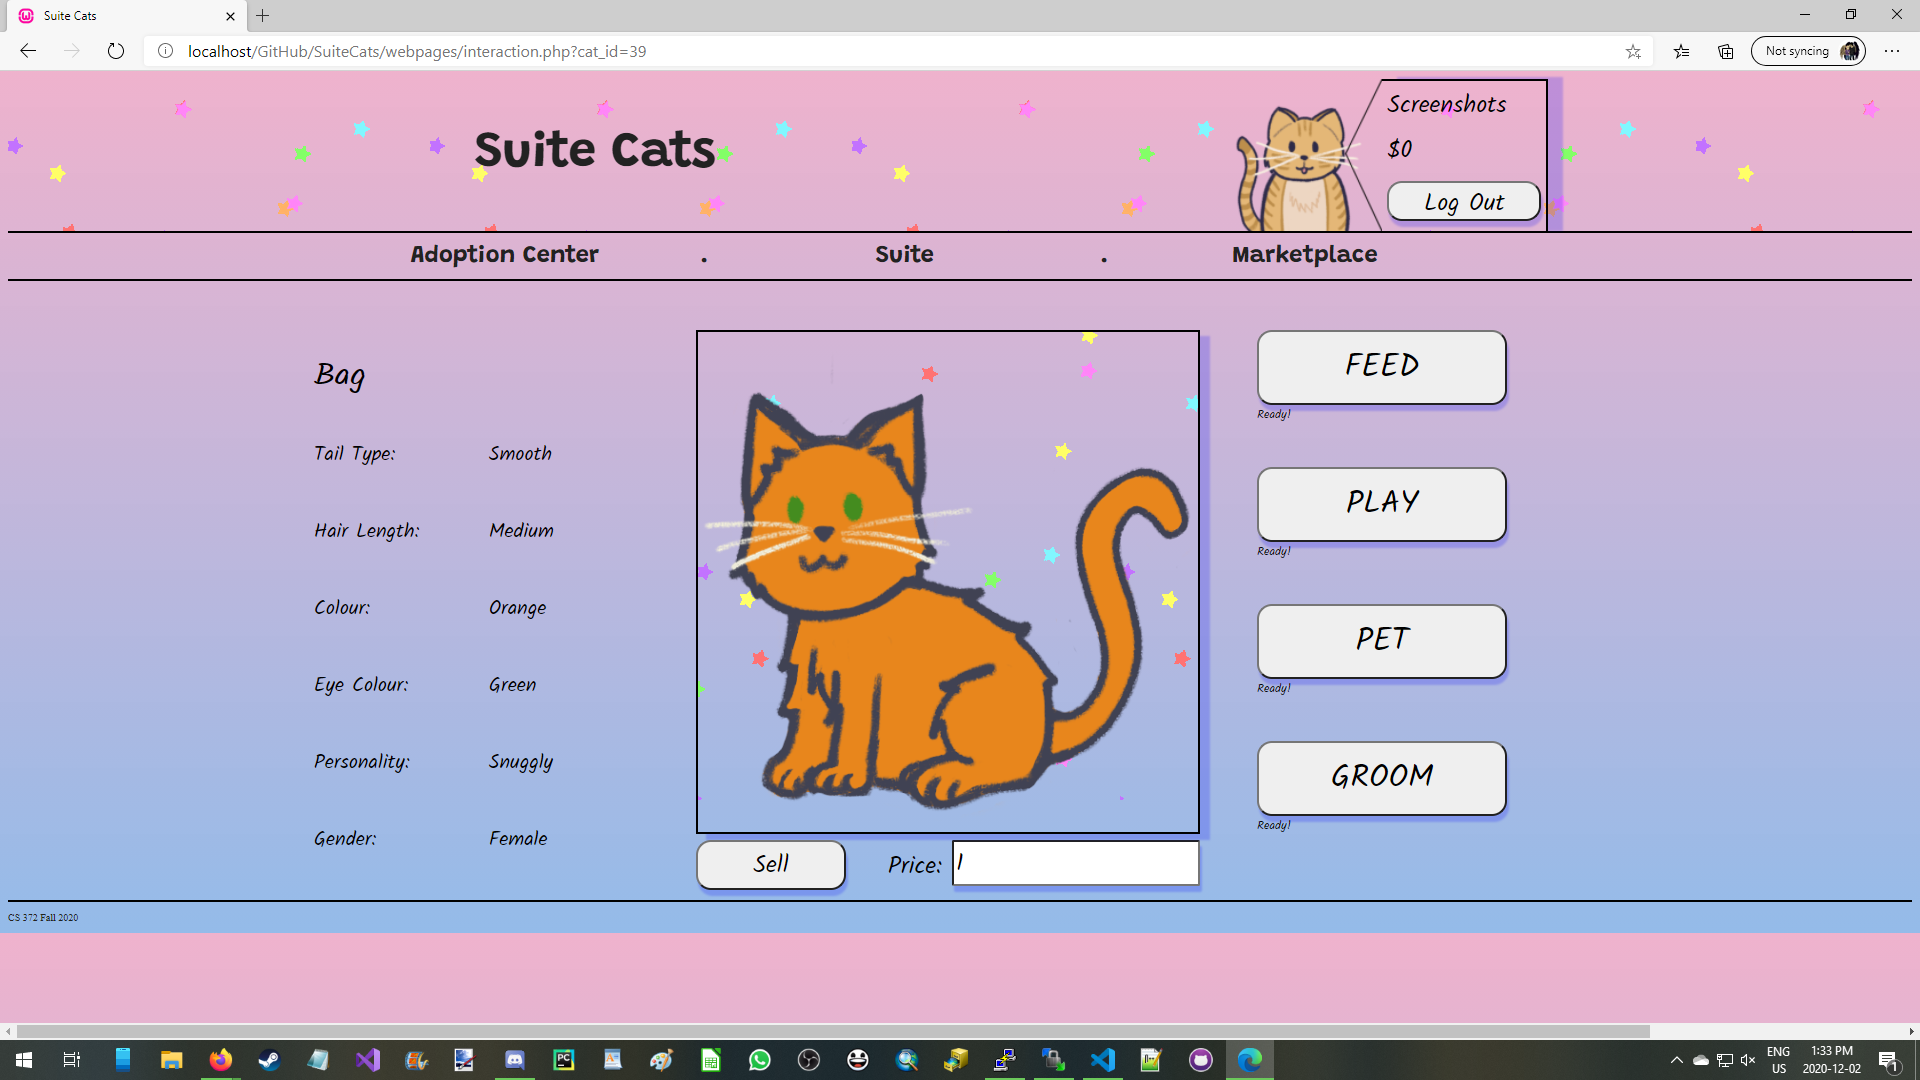 Suite Cats
localhost/GitHub/SuiteCats/webpages/interaction.php?cat_id=39
Not syncing
Suite Cats
Screenshots
$0
Log Out
Adoption Center . Suite . Marketplace
Bag
Tail Type: Smooth
Hair Length: Medium
Colour: Orange
Eye Colour: Green
Personality: Snuggly
Gender: Female
FEED
Ready!
PLAY
Ready!
PET
Ready!
GROOM
Ready!
Sell Price: 1
CS 372 Fall 2020
ENG
US
1:33 PM
2020-12-02
PC
1